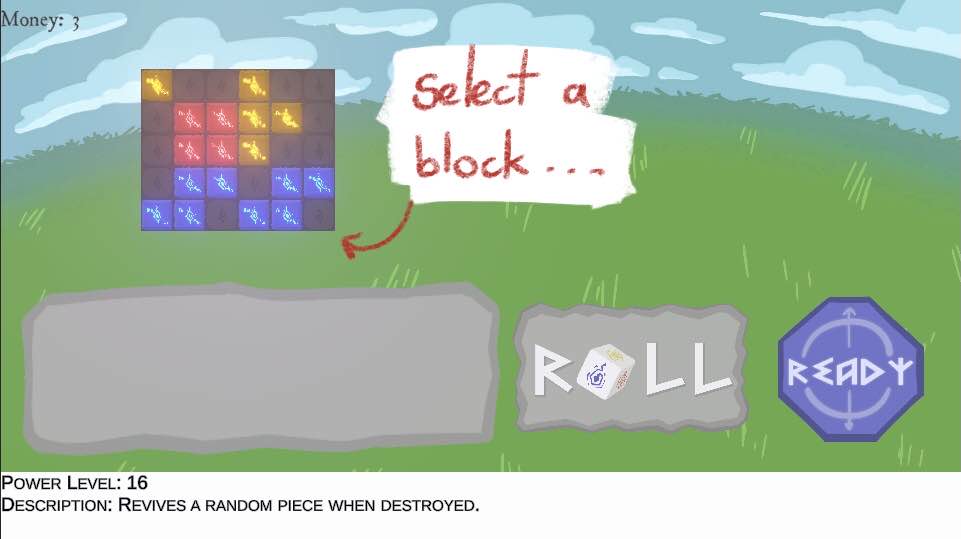 Money: 3
Select a
block...
ROLL
READY
Power Level: 16
Description: Revives a random piece when destroyed.